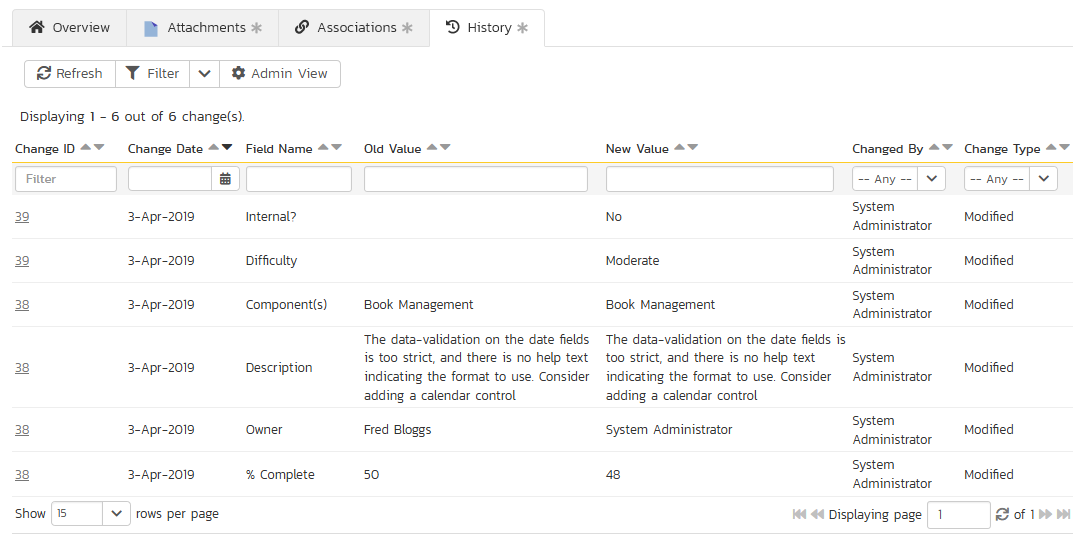 Overview Attachments Associations History
Refresh Filter Admin View
Displaying 1 - 6 out of 6 change(s).
Change ID Change Date Field Name Old Value New Value Changed By Change Type
Filter -- Any -- -- Any --
39 3-Apr-2019 Internal? No System Administrator Modified
39 3-Apr-2019 Difficulty Moderate System Administrator Modified
38 3-Apr-2019 Component(s) Book Management Book Management System Administrator Modified
38 3-Apr-2019 Description The data-validation on the date fields is too strict, and there is no help text indicating the format to use. Consider adding a calendar control The data-validation on the date fields is too strict, and there is no help text indicating the format to use. Consider adding a calendar control System Administrator Modified
38 3-Apr-2019 Owner Fred Bloggs System Administrator System Administrator Modified
38 3-Apr-2019 % Complete 50 48 System Administrator Modified
Show 15 rows per page Displaying page 1 of 1